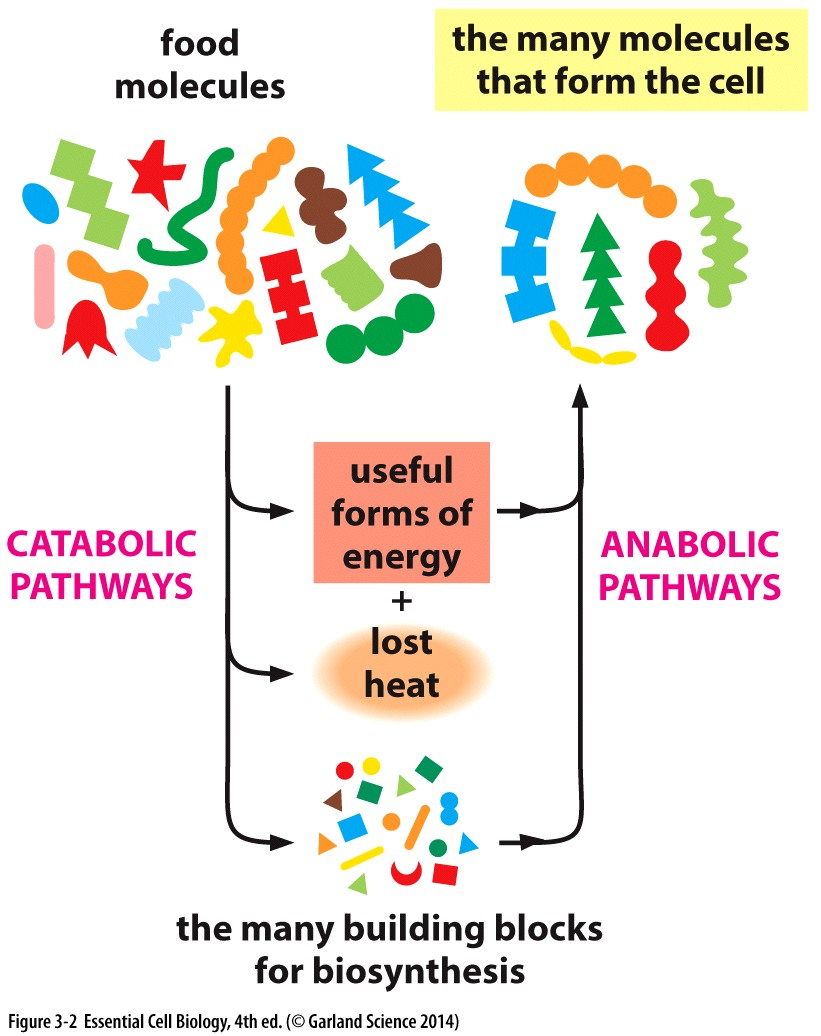 food
molecules
the many molecules
that form the cell
CATABOLIC
PATHWAYS
useful
forms of
energy
+
lost
heat
ANABOLIC
PATHWAYS
the many building blocks
for biosynthesis
Figure 3-2 Essential Cell Biology, 4th ed. (© Garland Science 2014)